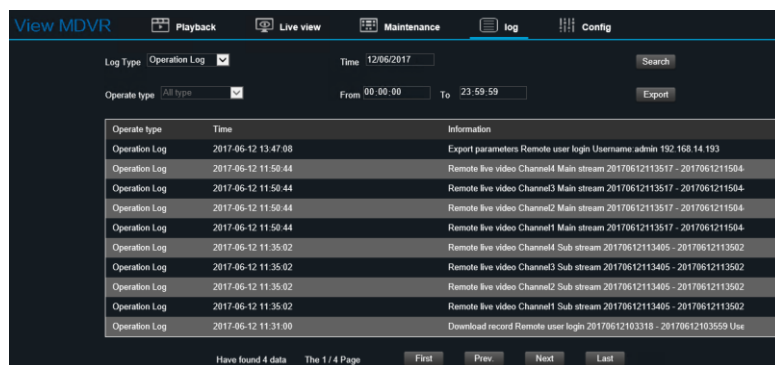 View MDVR Playback Live view Maintenance log Config
Log Type Operation Log Time 12/06/2017 Search
Operate type All type From 00:00:00 To 23:59:59 Export
Operate type Time Information
Operation Log 2017-06-12 13:47:08 Export parameters Remote user login Username:admin 192.168.14.193
Operation Log 2017-06-12 11:50:44 Remote live video Channel4 Main stream 20170612113517 - 2017061211504
Operation Log 2017-06-12 11:50:44 Remote live video Channel3 Main stream 20170612113517 - 2017061211504
Operation Log 2017-06-12 11:50:44 Remote live video Channel2 Main stream 20170612113517 - 2017061211504
Operation Log 2017-06-12 11:50:44 Remote live video Channel1 Main stream 20170612113517 - 2017061211504
Operation Log 2017-06-12 11:35:02 Remote live video Channel4 Sub stream 20170612113405 - 20170612113502
Operation Log 2017-06-12 11:35:02 Remote live video Channel3 Sub stream 20170612113405 - 20170612113502
Operation Log 2017-06-12 11:35:02 Remote live video Channel2 Sub stream 20170612113405 - 20170612113502
Operation Log 2017-06-12 11:35:02 Remote live video Channel1 Sub stream 20170612113405 - 20170612113502
Operation Log 2017-06-12 11:31:00 Download record Remote user login 20170612103318 - 20170612103559 Use
Have found 4 data The 1 / 4 Page First Prev. Next Last